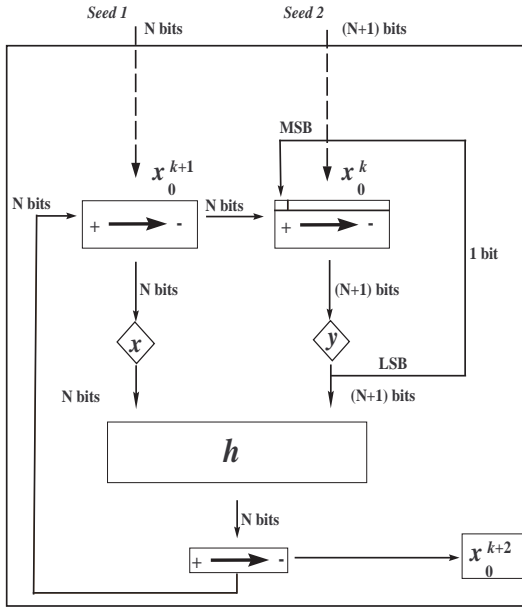 Seed 1
N bits
Seed 2
(N+1) bits
MSB
x k+1 0
x k 0
N bits
N bits
+ -
+ -
1 bit
N bits
(N+1) bits
x
y
LSB
N bits
(N+1) bits
h
N bits
+ -
x k+2 0